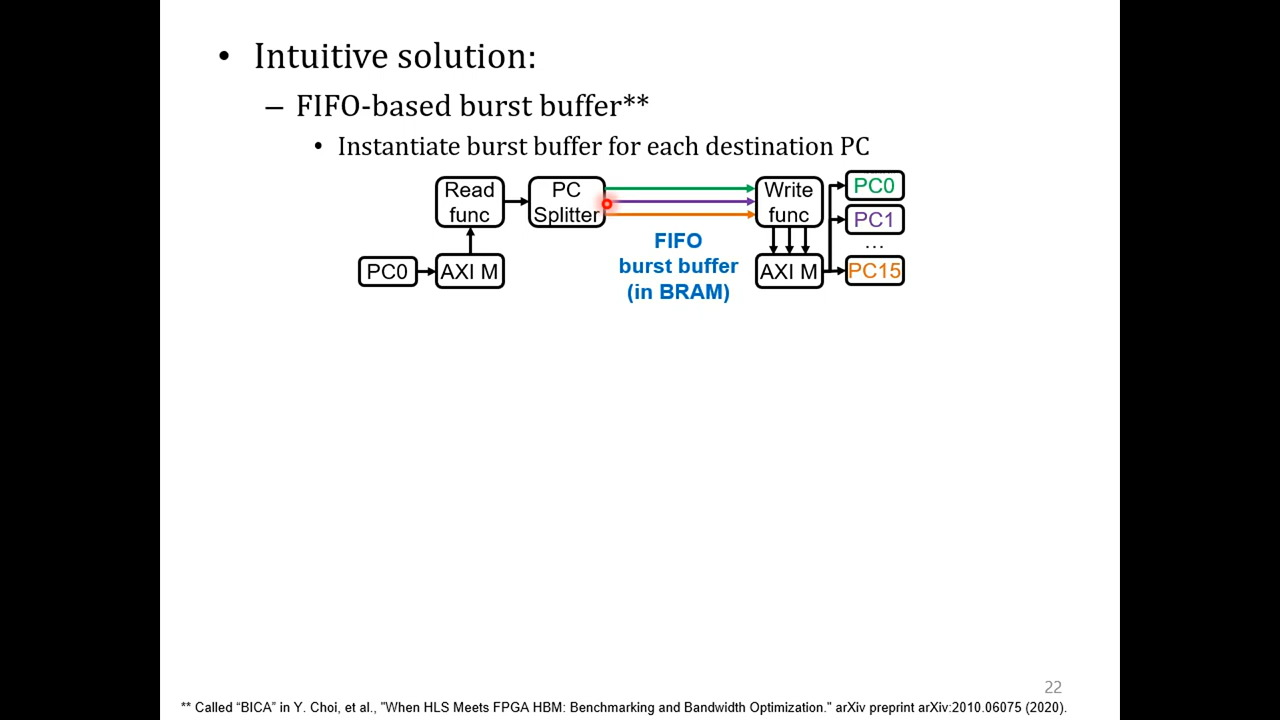 • Intuitive solution:
– FIFO-based burst buffer**
• Instantiate burst buffer for each destination PC
Read func
PC Splitter
Write func
PC0
PC1
...
PC15
FIFO
burst buffer
(in BRAM)
PC0
AXI M
AXI M
22
** Called “BICA” in Y. Choi, et al., "When HLS Meets FPGA HBM: Benchmarking and Bandwidth Optimization." arXiv preprint arXiv:2010.06075 (2020).